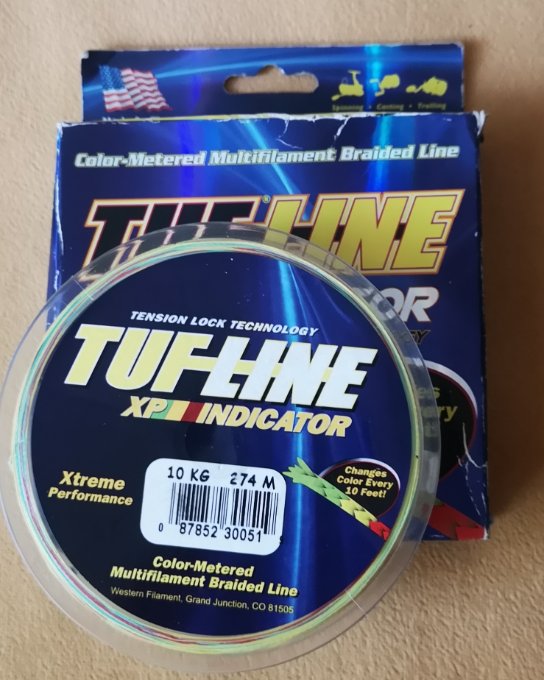 Spinning • Casting • Trolling
Color-Metered Multifilament Braided Line
TUF®LINE
TENSION LOCK TECHNOLOGY
TUF-LINE
XP INDICATOR
Xtreme
Performance
10 KG 274 M
0 87852 30051
Changes
Color Every
10 Feet!
Color-Metered
Multifilament Braided Line
Western Filament, Grand Junction, CO 81505